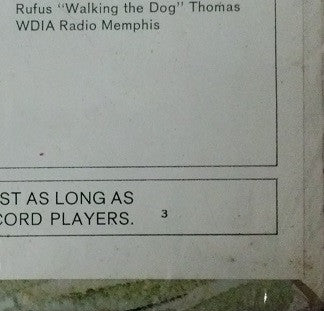 Rufus "Walking the Dog" Thomas
WDIA Radio Memphis
ST AS LONG AS
CORD PLAYERS. 3